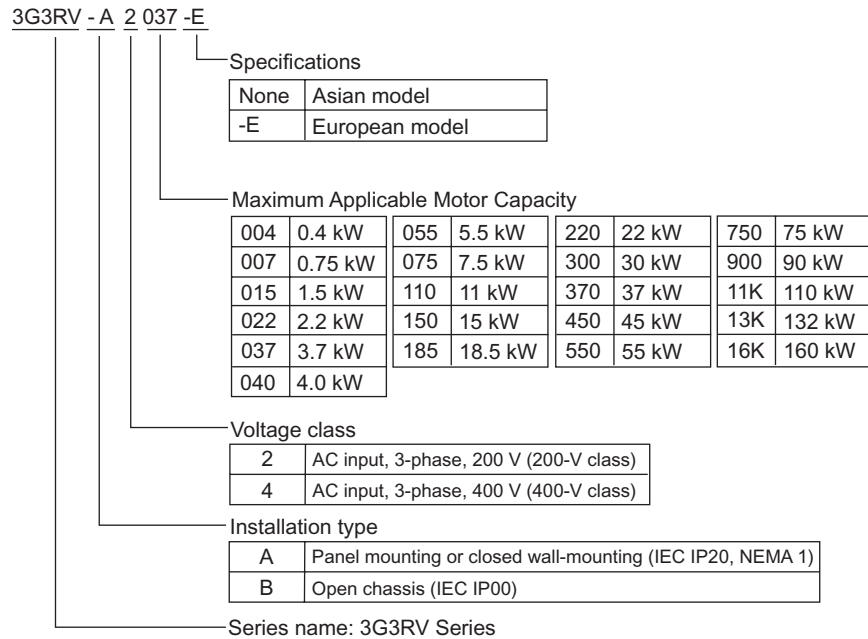 3G3RV - A 2 037 -E
Specifications
None Asian model
-E European model
Maximum Applicable Motor Capacity
004 0.4 kW 055 5.5 kW 220 22 kW 750 75 kW
007 0.75 kW 075 7.5 kW 300 30 kW 900 90 kW
015 1.5 kW 110 11 kW 370 37 kW 11K 110 kW
022 2.2 kW 150 15 kW 450 45 kW 13K 132 kW
037 3.7 kW 185 18.5 kW 550 55 kW 16K 160 kW
040 4.0 kW
Voltage class
2 AC input, 3-phase, 200 V (200-V class)
4 AC input, 3-phase, 400 V (400-V class)
Installation type
A Panel mounting or closed wall-mounting (IEC IP20, NEMA 1)
B Open chassis (IEC IP00)
Series name: 3G3RV Series